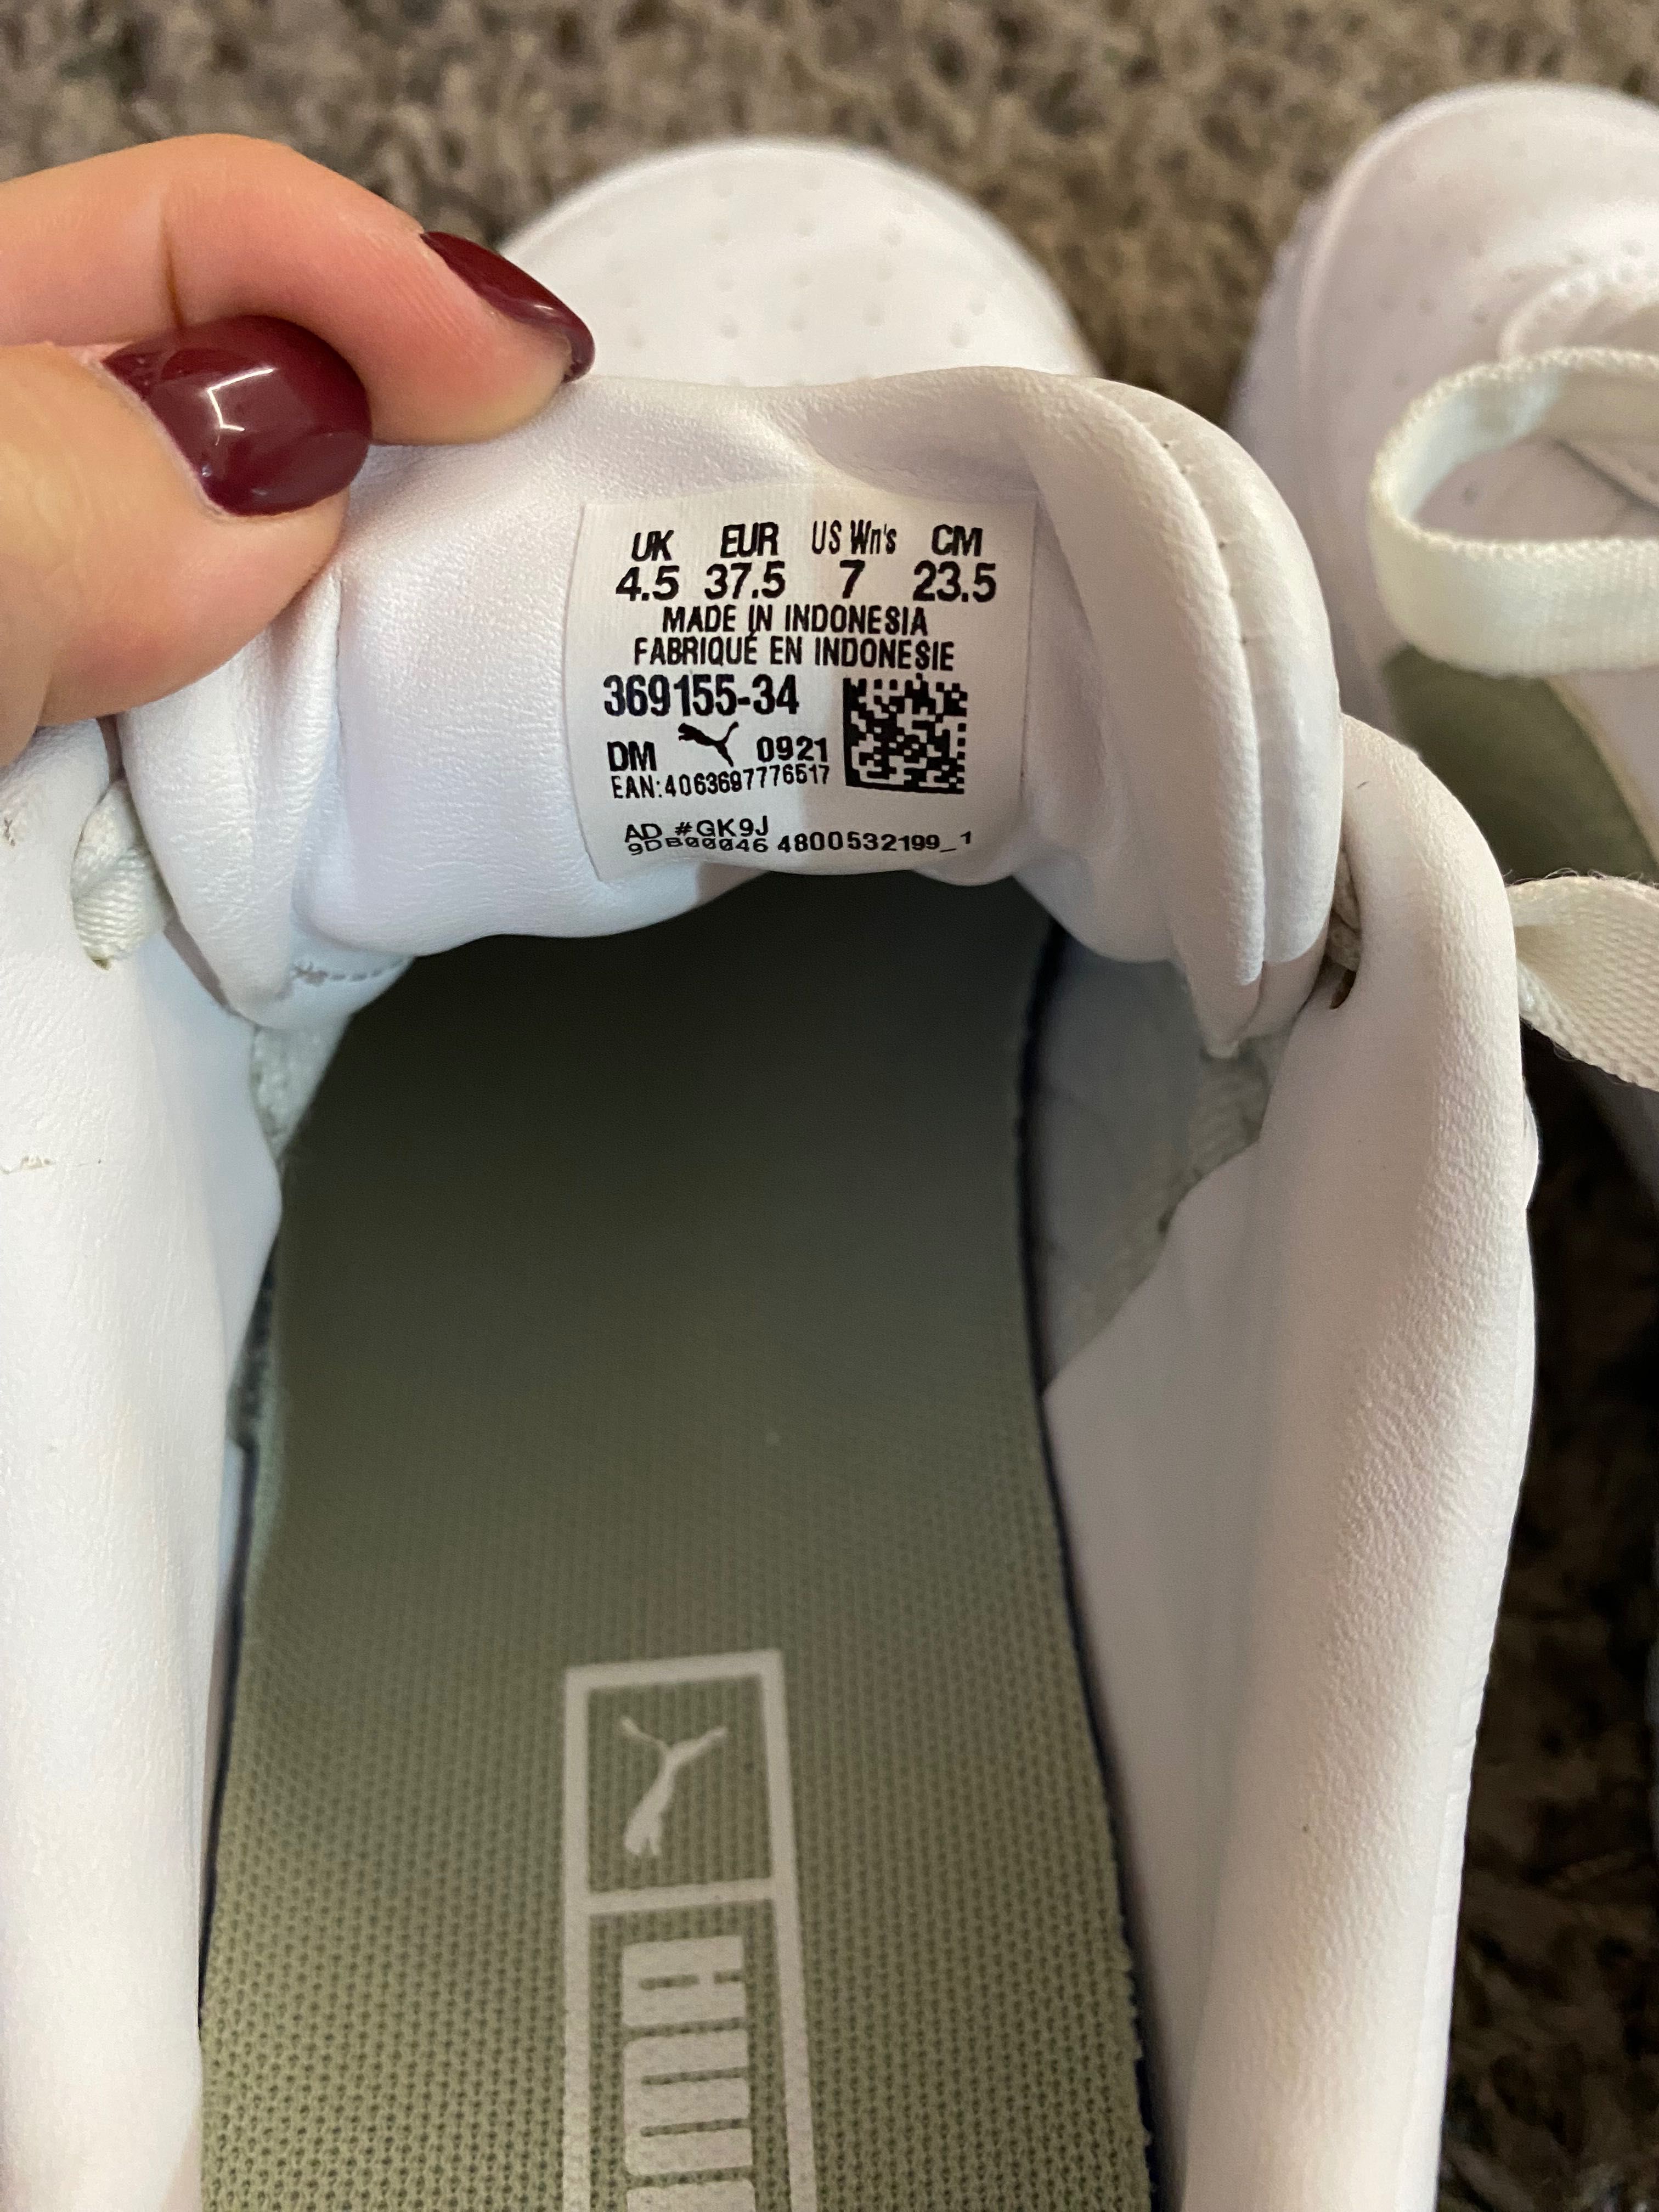 UK EUR US Wn's CM
4.5 37.5 7 23.5
MADE IN INDONESIA
FABRIQUÉ EN INDONESIE
369155-34
DM 0921
EAN:4063697776517
AD #GK9J
9DB00046 4800532199_1
PUMA